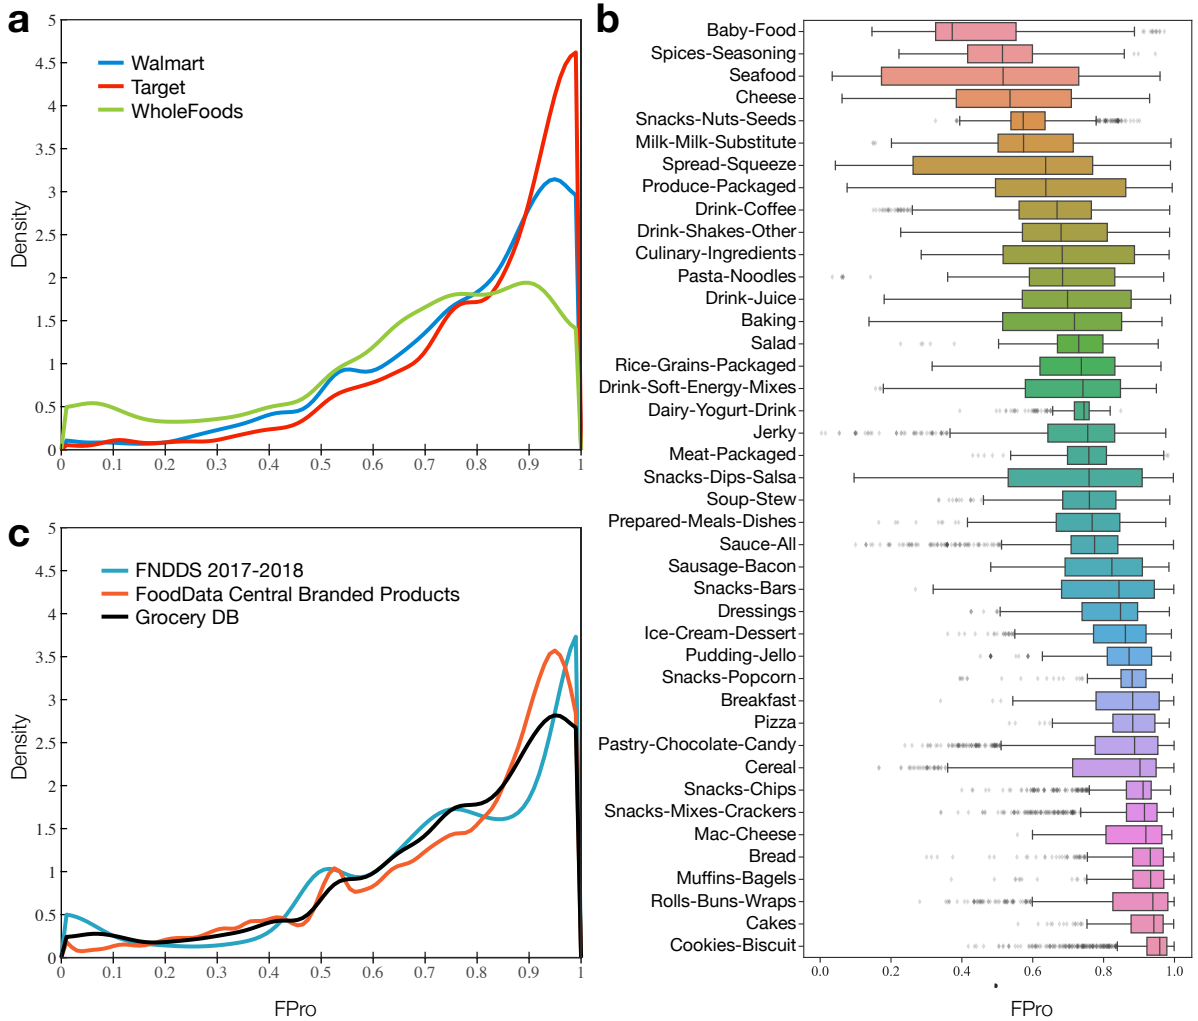 a
5
4.5
4
3.5
3
2.5
2
1.5
1
0.5
0
Density
Walmart
Target
WholeFoods
0 0.1 0.2 0.3 0.4 0.5 0.6 0.7 0.8 0.9 1
c
5
4.5
4
3.5
3
2.5
2
1.5
1
0.5
0
Density
FNDDS 2017-2018
FoodData Central Branded Products
Grocery DB
0 0.1 0.2 0.3 0.4 0.5 0.6 0.7 0.8 0.9 1
FPro
b
Baby-Food
Spices-Seasoning
Seafood
Cheese
Snacks-Nuts-Seeds
Milk-Milk-Substitute
Spread-Squeeze
Produce-Packaged
Drink-Coffee
Drink-Shakes-Other
Culinary-Ingredients
Pasta-Noodles
Drink-Juice
Baking
Salad
Rice-Grains-Packaged
Drink-Soft-Energy-Mixes
Dairy-Yogurt-Drink
Jerky
Meat-Packaged
Snacks-Dips-Salsa
Soup-Stew
Prepared-Meals-Dishes
Sauce-All
Sausage-Bacon
Snacks-Bars
Dressings
Ice-Cream-Dessert
Pudding-Jello
Snacks-Popcorn
Breakfast
Pizza
Pastry-Chocolate-Candy
Cereal
Snacks-Chips
Snacks-Mixes-Crackers
Mac-Cheese
Bread
Muffins-Bagels
Rolls-Buns-Wraps
Cakes
Cookies-Biscuit
0.0 0.2 0.4 0.6 0.8 1.0
FPro